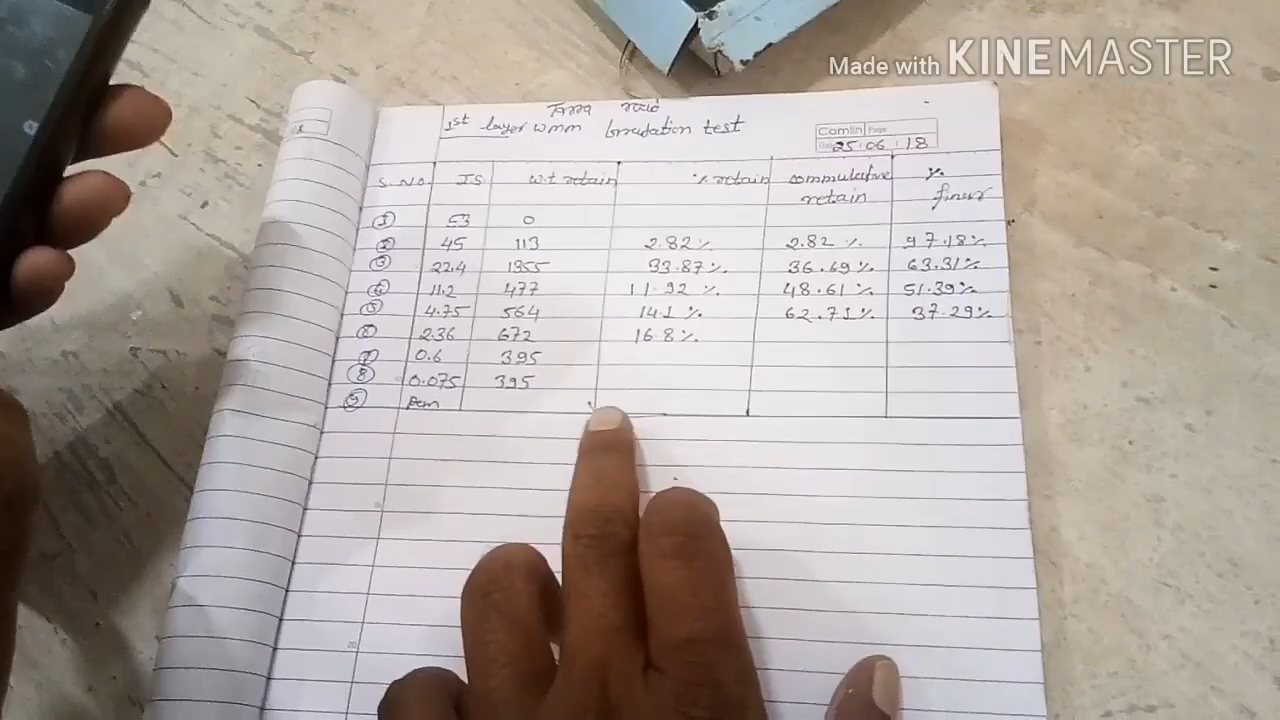 Made with KINEMASTER
1st layer wmm Gradation test
Camlin Page
25 06 18
S. NO. IS wt retain % retain commulative retain % finer
1 53 0
2 45 113 2.82% 2.82 % 97.18%
3 22.4 1355 33.87% 36.69% 63.31%
11.2 477 11.92 % 48.61% 51.39%
5 4.75 564 14.1 % 62.71% 37.29%
2.36 672 16.8%
7 0.6 395
8 0.075 395
9 Pan